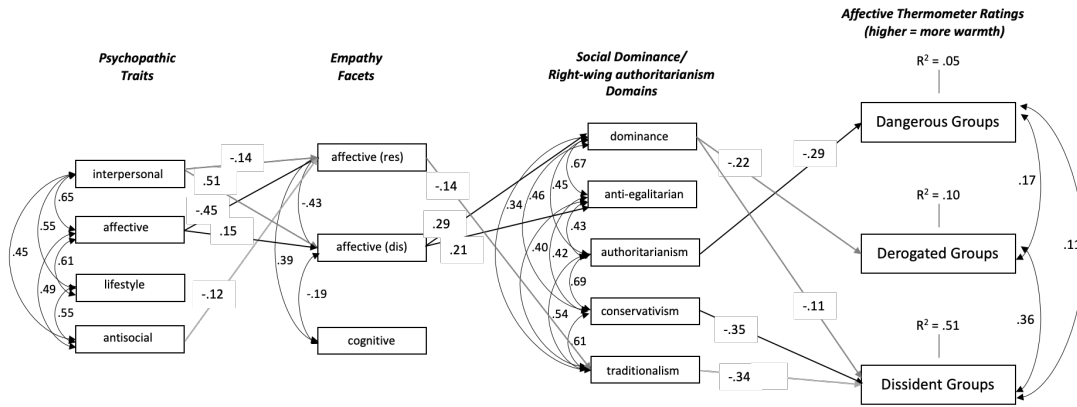 Affective Thermometer Ratings
(higher = more warmth)
Psychopathic
Traits
Empathy
Facets
Social Dominance/
Right-wing authoritarianism
Domains
R² = .05
Dangerous Groups
dominance
affective (res)
interpersonal
-.14
.51
-.45
.15
-.12
.65
.55
.45
.61
.49
.55
affective
lifestyle
antisocial
-.43
.39
-.19
affective (dis)
cognitive
-.14
.29
.21
.67
.45
.46
.34
.43
.42
.40
.69
.54
.61
anti-egalitarian
authoritarianism
conservativism
traditionalism
-.22
-.29
-.11
-.35
-.34
R² = .10
Derogated Groups
R² = .51
Dissident Groups
.17
.36
.11